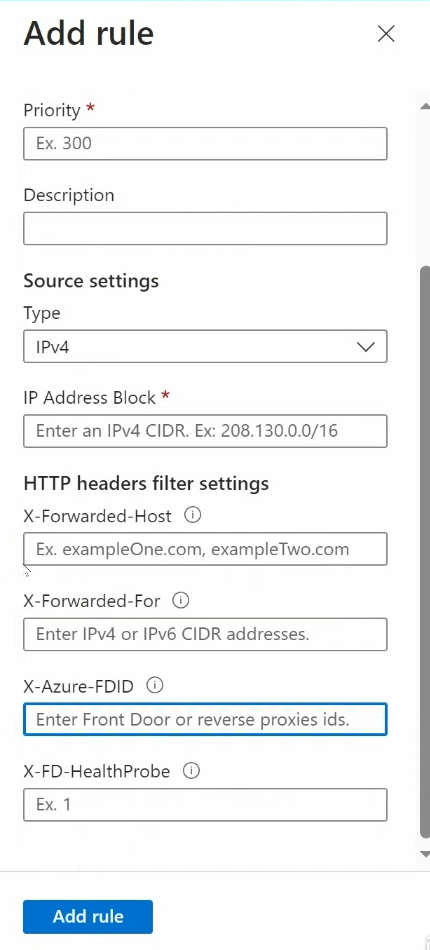 Add rule
Priority *
Ex. 300
Description
Source settings
Type
IPv4
IP Address Block *
Enter an IPv4 CIDR. Ex: 208.130.0.0/16
HTTP headers filter settings
X-Forwarded-Host
Ex. exampleOne.com, exampleTwo.com
X-Forwarded-For
Enter IPv4 or IPv6 CIDR addresses.
X-Azure-FDID
Enter Front Door or reverse proxies ids.
X-FD-HealthProbe
Ex. 1
Add rule